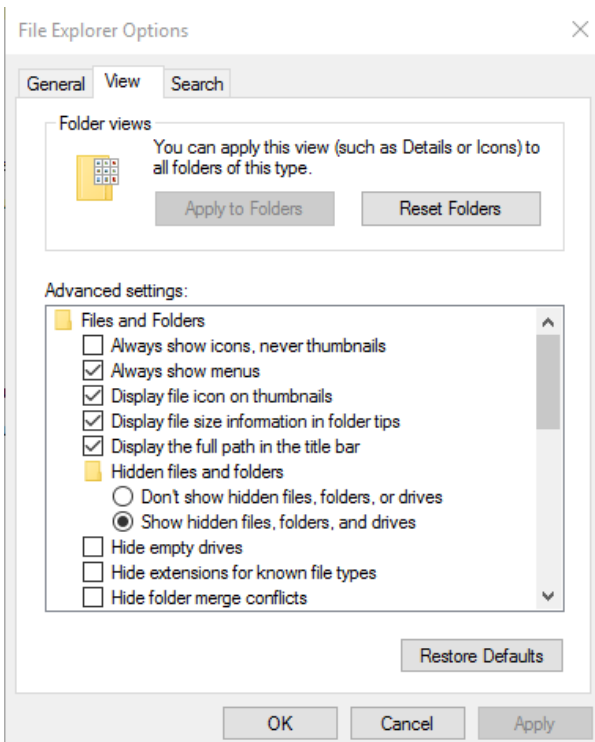 File Explorer Options
General View Search
Folder views
You can apply this view (such as Details or Icons) to
all folders of this type.
Apply to Folders Reset Folders
Advanced settings:
Files and Folders
Always show icons, never thumbnails
Always show menus
Display file icon on thumbnails
Display file size information in folder tips
Display the full path in the title bar
Hidden files and folders
Don't show hidden files, folders, or drives
Show hidden files, folders, and drives
Hide empty drives
Hide extensions for known file types
Hide folder merge conflicts
Restore Defaults
OK Cancel Apply